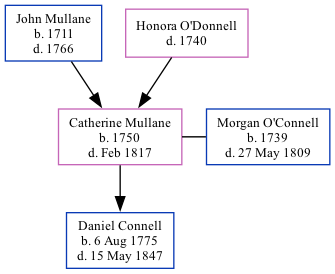 John Mullane
b. 1711
d. 1766
Honora O'Donnell
d. 1740
Catherine Mullane
b. 1750
d. Feb 1817
Morgan O'Connell
b. 1739
d. 27 May 1809
Daniel Connell
b. 6 Aug 1775
d. 15 May 1847